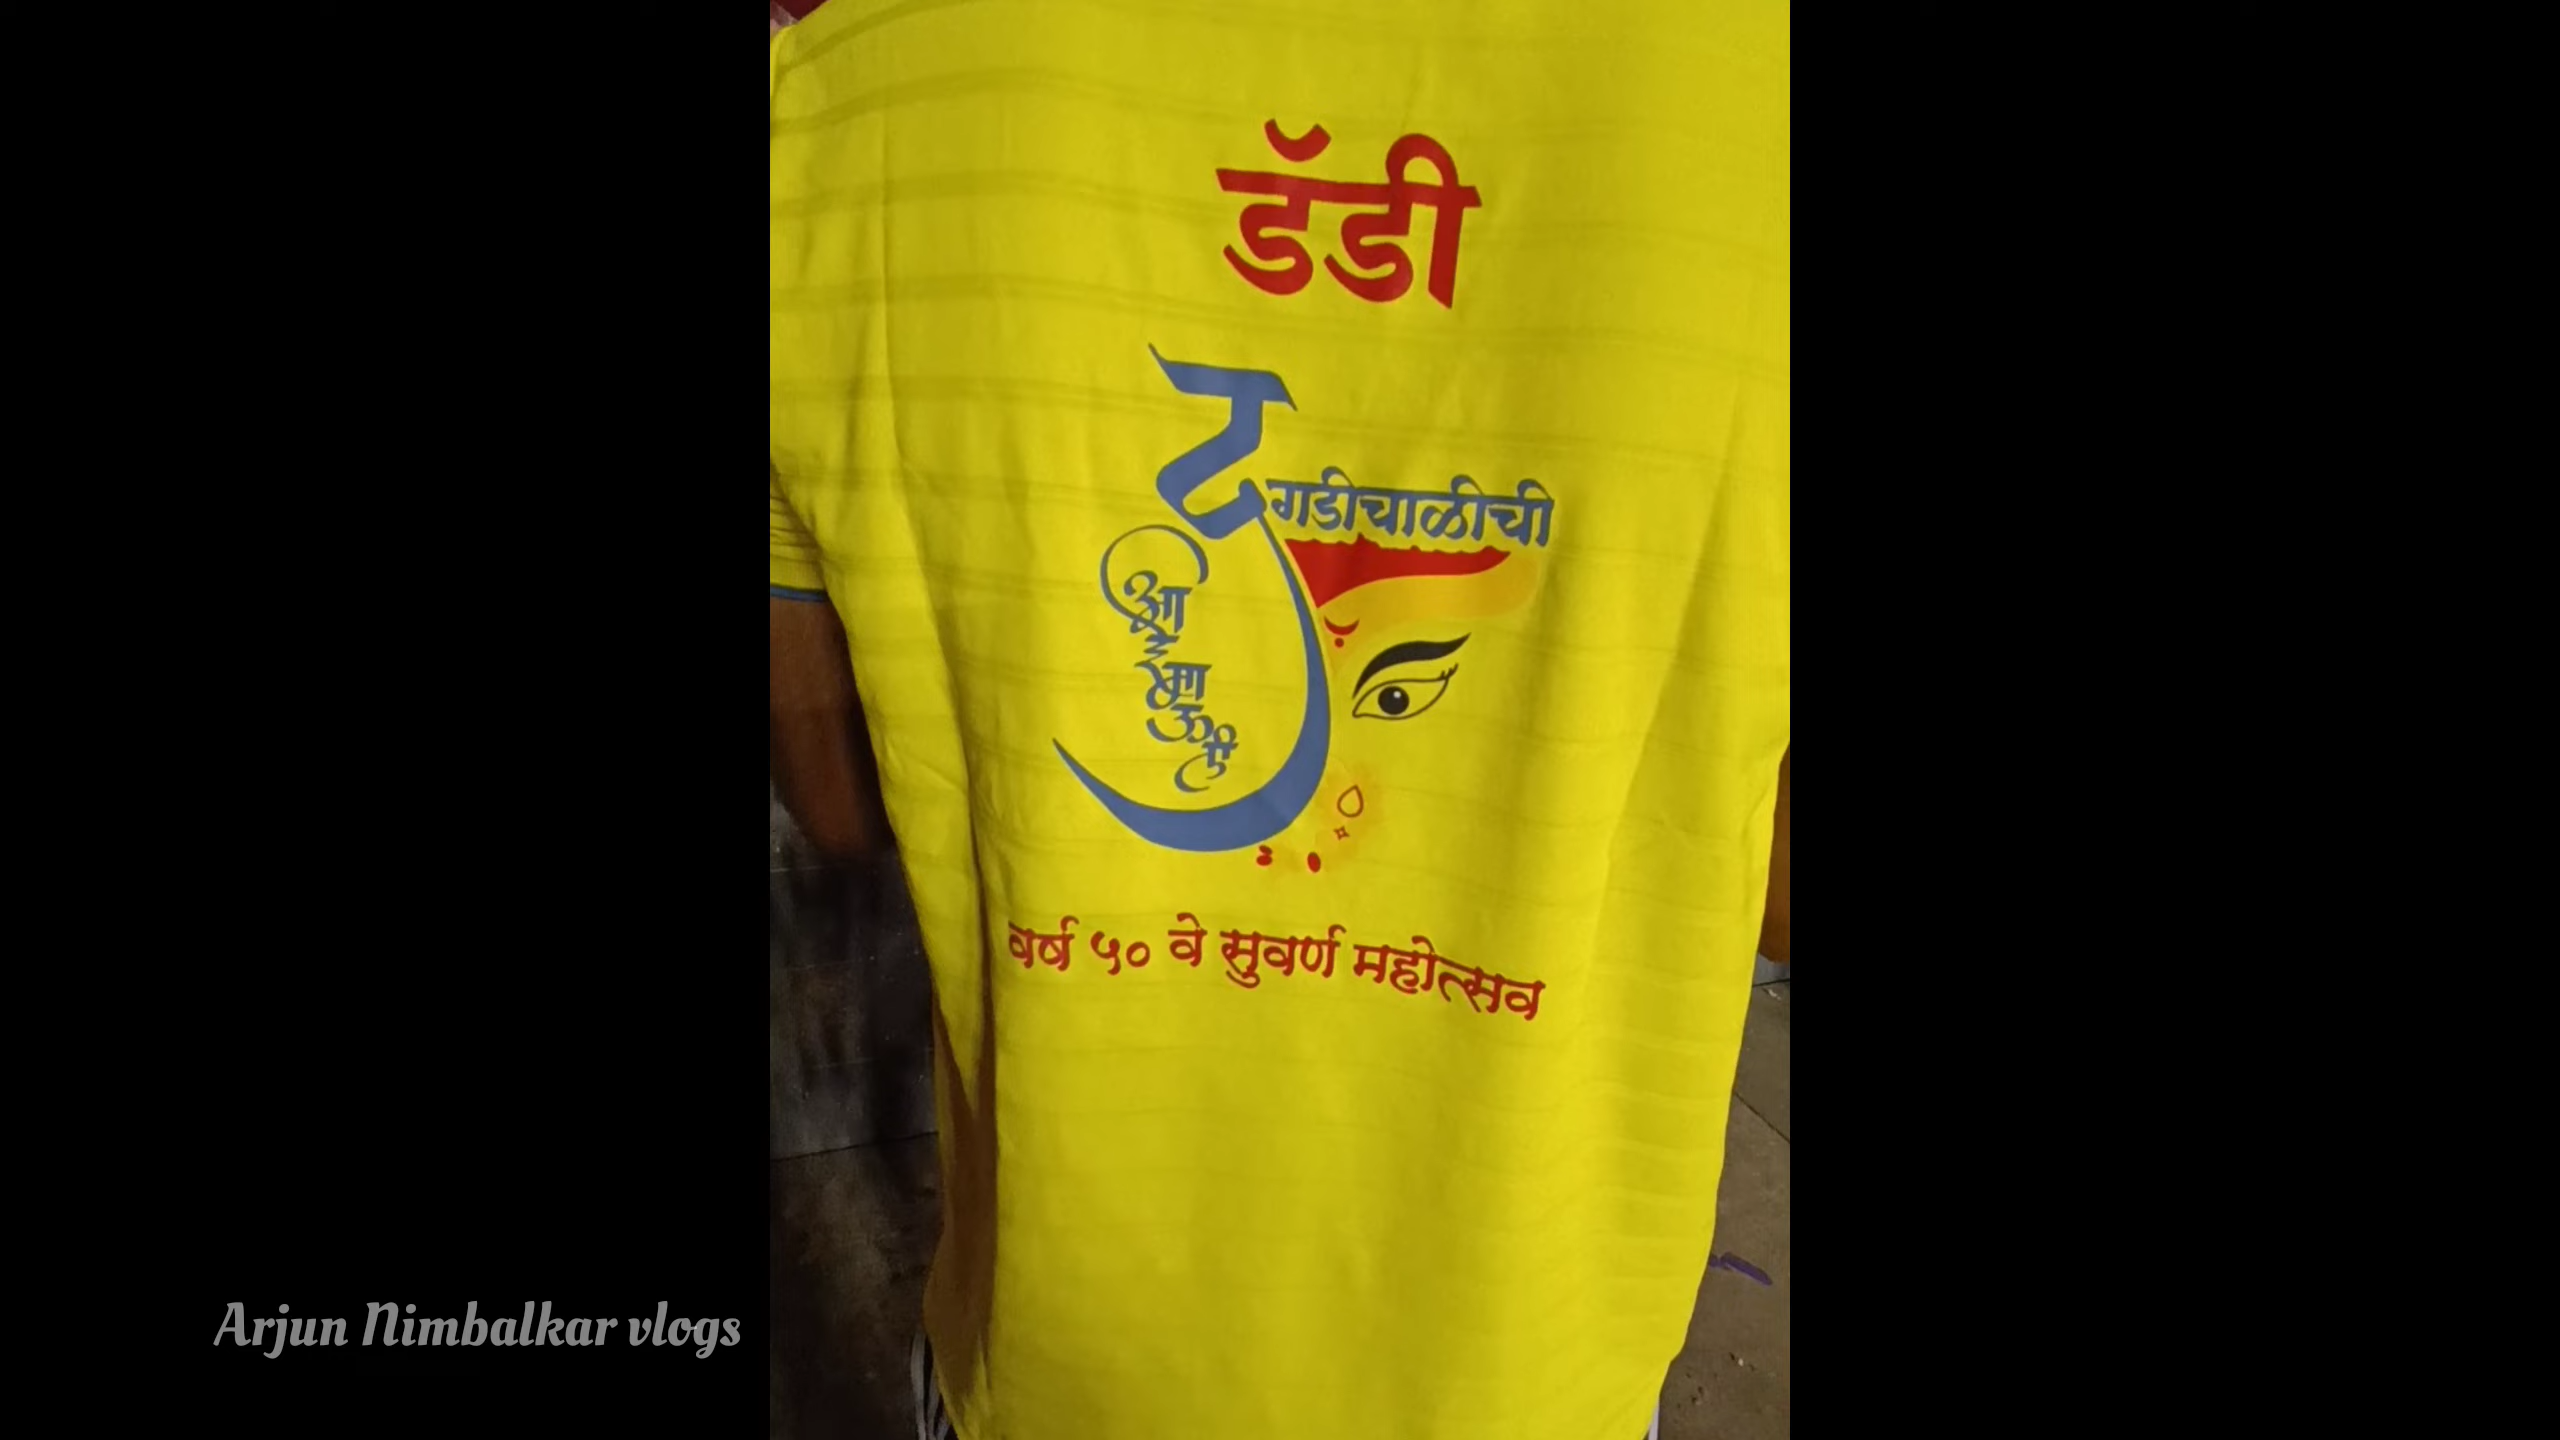 डॅडी
दगडीचाळीची
आई
माऊली
वर्ष ५० वे सुवर्ण महोत्सव
Arjun Nimbalkar vlogs